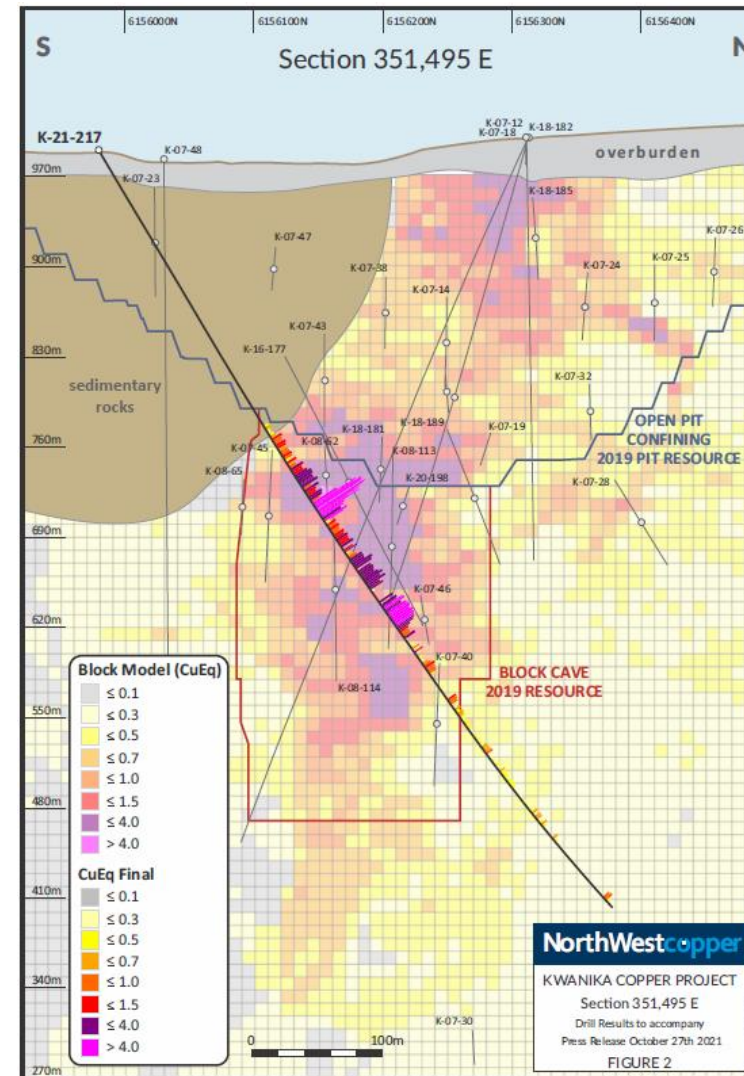 6156000N
6156100N
6156200N
6156300N
6156400N
S
Section 351,495 E
N
K-21-217
K-07-48
K-07-12
K-07-18
K-18-182
overburden
970m
K-07-23
K-18-185
K-07-47
K-07-26
K-07-38
K-07-24
K-07-25
900m
K-07-14
K-07-43
830m
K-16-177
sedimentary
rocks
K-07-32
OPEN PIT
CONFINING
2019 PIT RESOURCE
760m
K-07-45
K-08-62
K-18-181
K-18-189
K-07-19
K-08-113
K-08-65
K-20-198
K-07-28
690m
620m
K-07-46
K-07-40
BLOCK CAVE
2019 RESOURCE
K-08-114
550m
480m
410m
340m
270m
Block Model (CuEq)
≤ 0.1
≤ 0.3
≤ 0.5
≤ 0.7
≤ 1.0
≤ 1.5
≤ 4.0
> 4.0
CuEq Final
≤ 0.1
≤ 0.3
≤ 0.5
≤ 0.7
≤ 1.0
≤ 1.5
≤ 4.0
> 4.0
K-07-30
0 100m
NorthWestcopper
KWANIKA COPPER PROJECT
Section 351,495 E
Drill Results to accompany
Press Release October 27th 2021
FIGURE 2